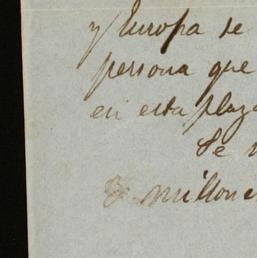 y Europa se
persona que
en esta plaza
Se
millone